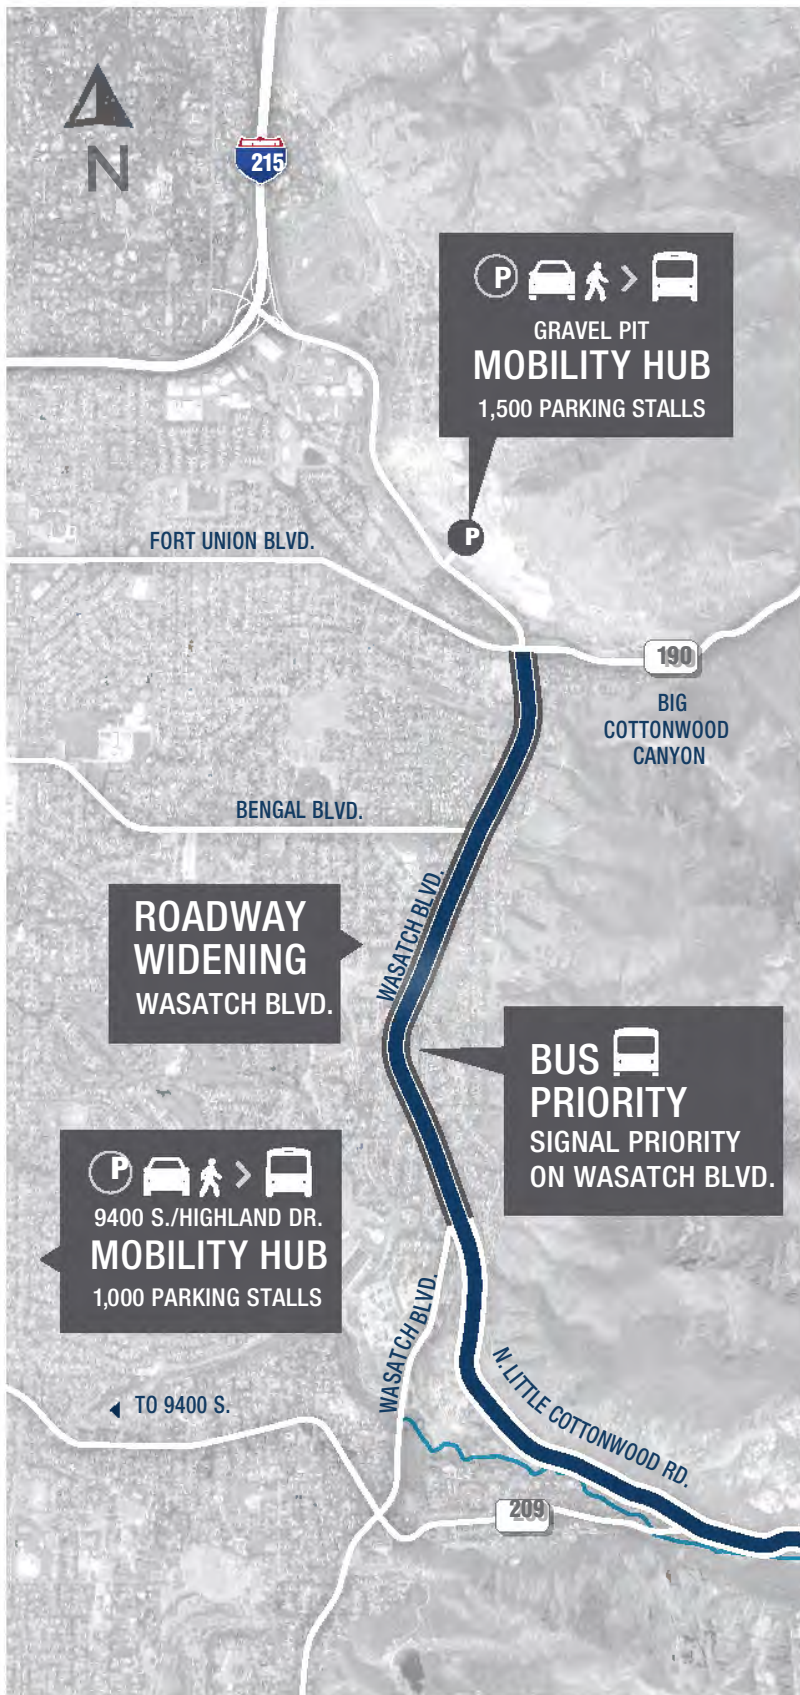 N
215
P
GRAVEL PIT
MOBILITY HUB
1,500 PARKING STALLS
P
FORT UNION BLVD.
190
BIG
COTTONWOOD
CANYON
BENGAL BLVD.
WASATCH BLVD.
ROADWAY
WIDENING
WASATCH BLVD.
BUS
PRIORITY
SIGNAL PRIORITY
ON WASATCH BLVD.
P
9400 S./HIGHLAND DR.
MOBILITY HUB
1,000 PARKING STALLS
WASATCH BLVD.
N. LITTLE COTTONWOOD RD.
TO 9400 S.
209